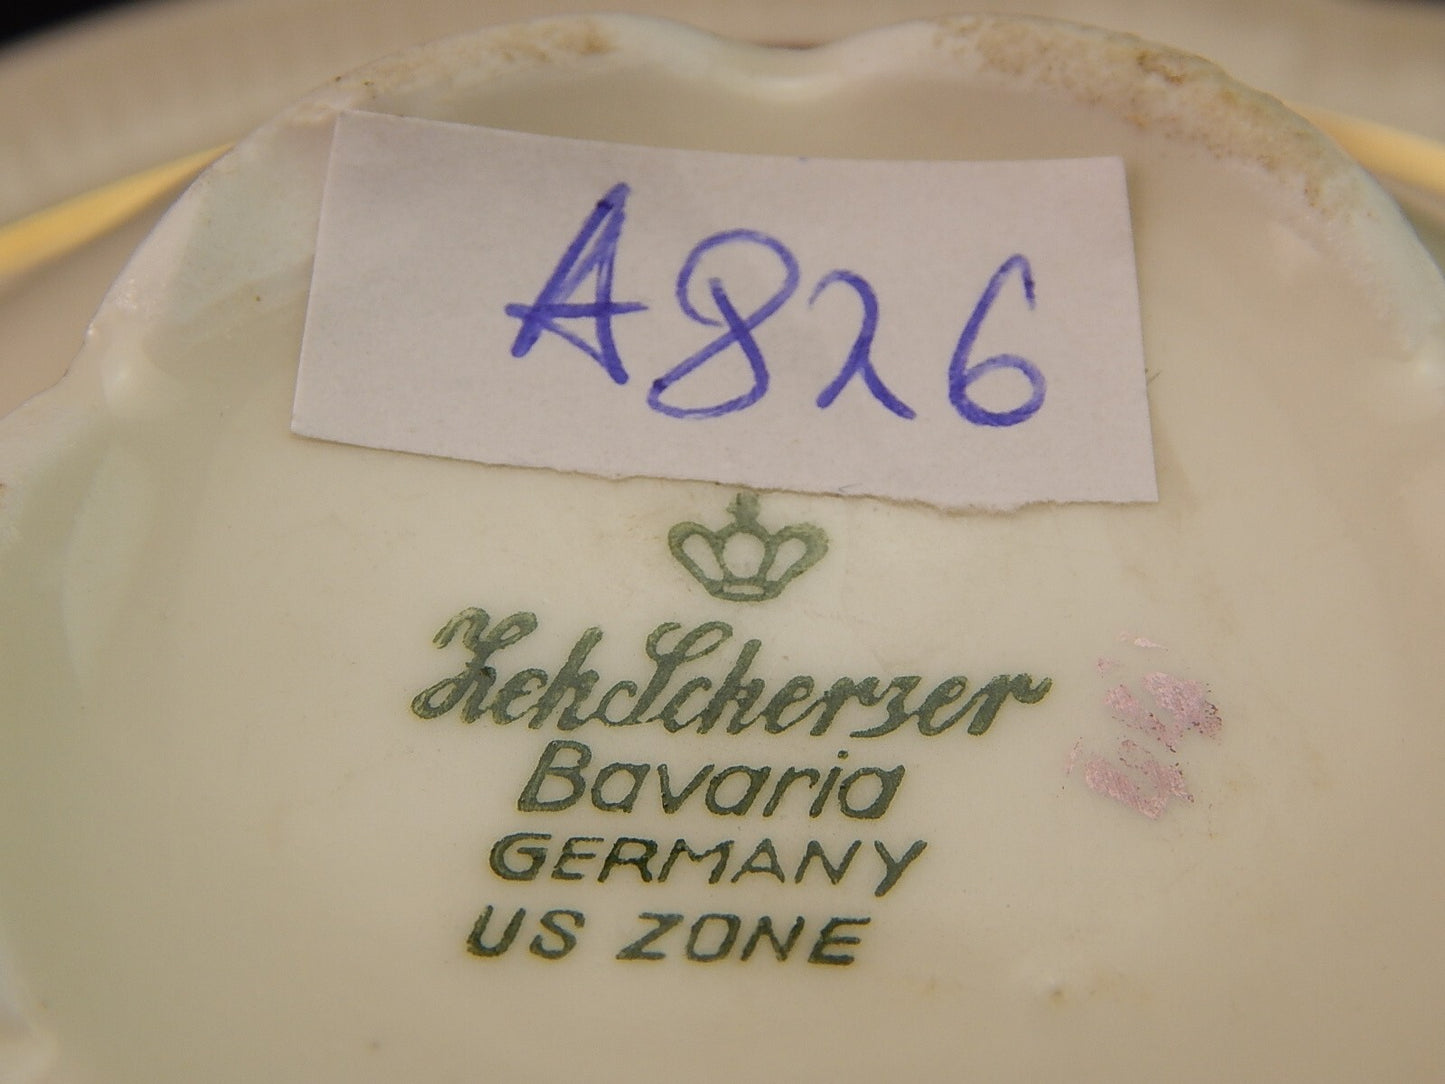 A826
Zeh Scherzer
Bavaria
GERMANY
US ZONE